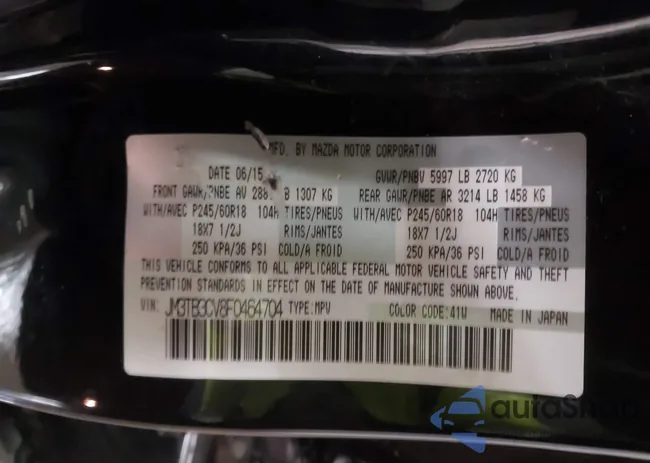 MFD. BY MAZDA MOTOR CORPORATION
DATE 06/15 GVWR/PNBV 5997 LB 2720 KG
FRONT GAWR/PNBE AV 288 B 1307 KG REAR GAWR/PNBE AR 3214 LB 1458 KG
WITH/AVEC P245/60R18 104H TIRES/PNEUS WITH/AVEC P245/60R18 104H TIRES/PNEUS
18X7 1/2J RIMS/JANTES 18X7 1/2J RIMS/JANTES
250 KPA/36 PSI COLD/A FROID 250 KPA/36 PSI COLD/A FROID
THIS VEHICLE CONFORMS TO ALL APPLICABLE FEDERAL MOTOR VEHICLE SAFETY AND THEFT
PREVENTION STANDARDS IN EFFECT ON THE DATE OF MANUFACTURE SHOWN ABOVE.
VIN: JM3TB3CV8F0464704 TYPE: MPV COLOR CODE: 41W MADE IN JAPAN
autoSh